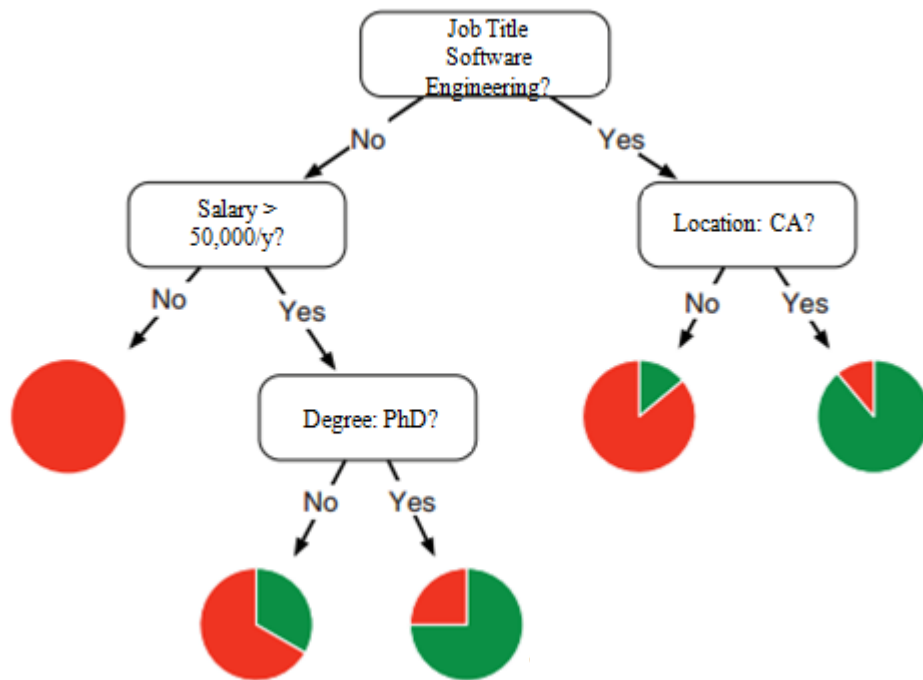 Job Title
Software
Engineering?
No
Yes
Salary >
50,000/y?
Location: CA?
No
Yes
No
Yes
Degree: PhD?
No
Yes